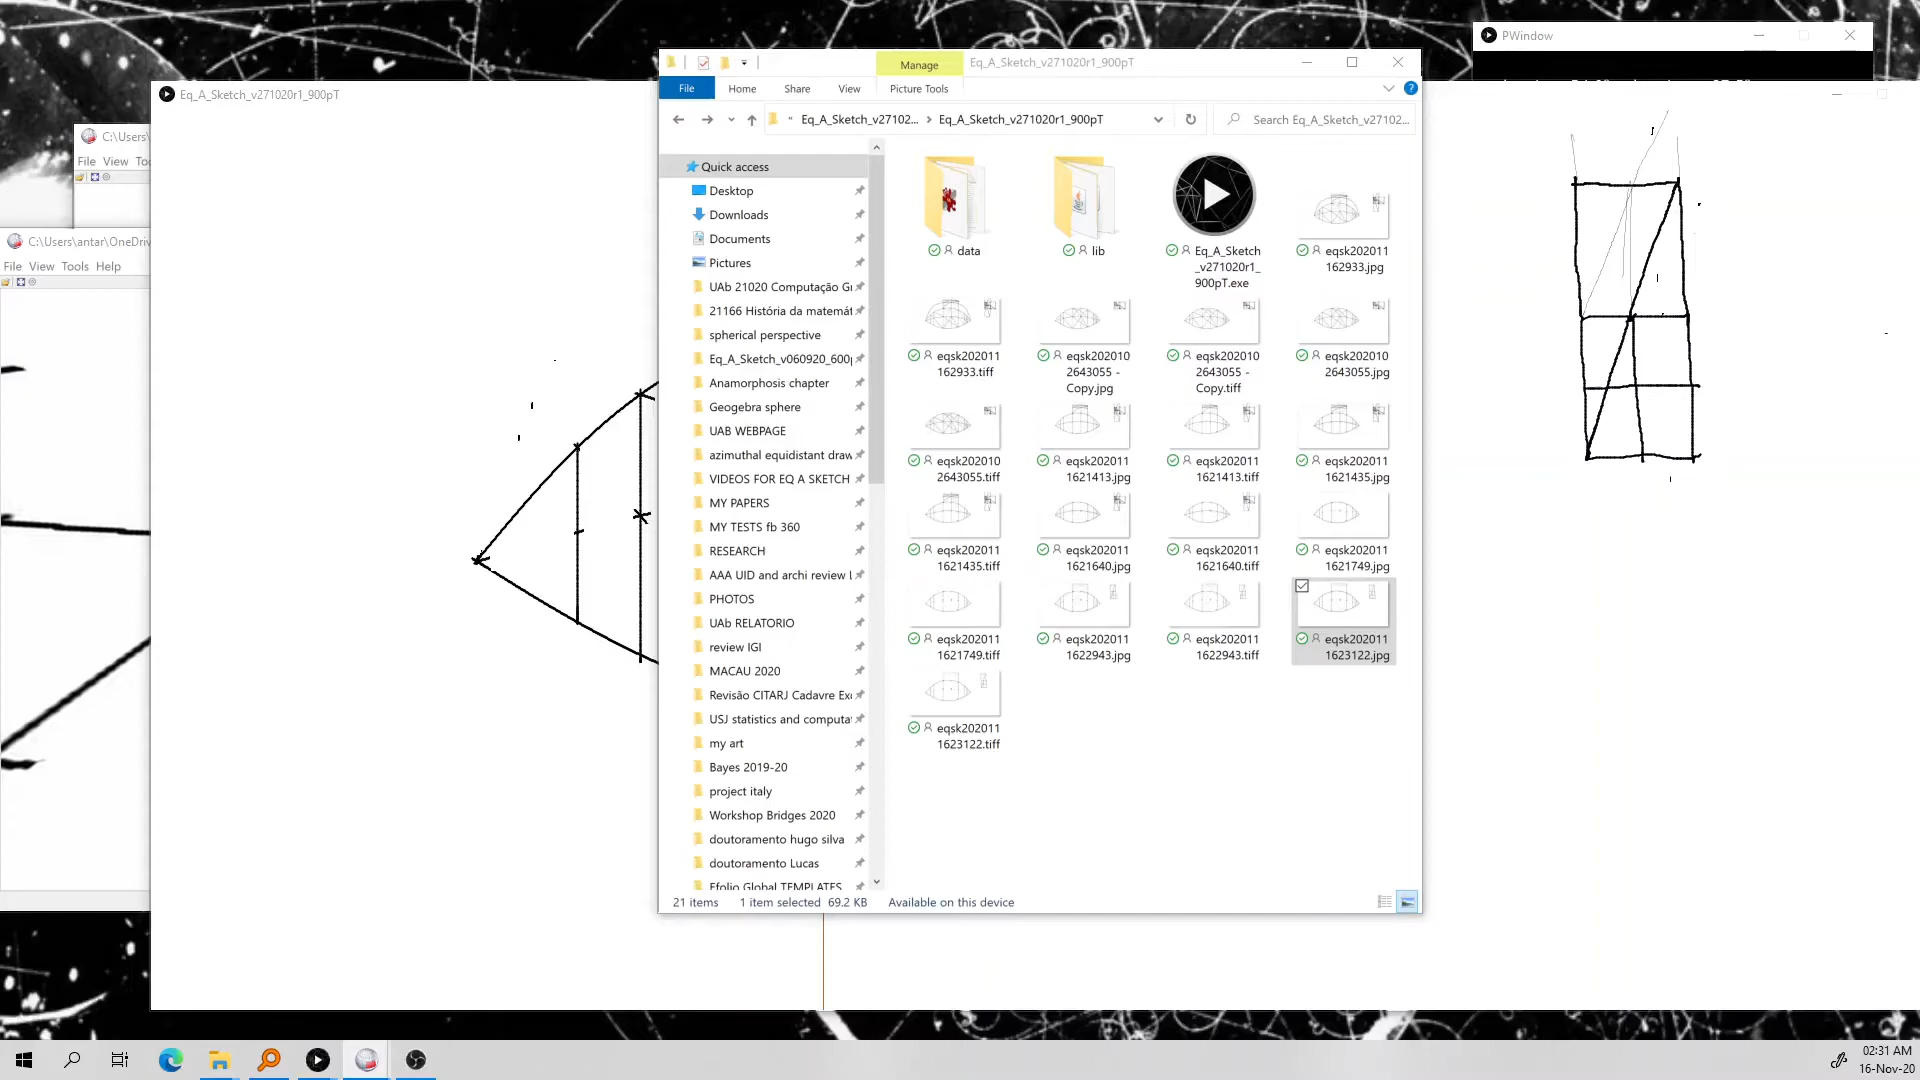 PWindow
Manage
Eq_A_Sketch_v271020r1_900pT
File
Home
Share
View
Picture Tools
Eq_A_Sketch_v271020r1_900pT
C:\Users\
File View
« Eq_A_Sketch_v27102... > Eq_A_Sketch_v271020r1_900pT
Search Eq_A_Sketch_v27102...
C:\Users\antar\OneDriv
File View Tools Help
Quick access
Desktop
Downloads
Documents
Pictures
UAb 21020 Computação Gr
21166 História da matemát
spherical perspective
Eq_A_Sketch_v060920_600p
Anamorphosis chapter
Geogebra sphere
UAB WEBPAGE
azimuthal equidistant draw
VIDEOS FOR EQ A SKETCH
MY PAPERS
MY TESTS fb 360
RESEARCH
AAA UID and archi review
PHOTOS
UAb RELATORIO
review IGI
MACAU 2020
Revisão CITARJ Cadavre Ex
USJ statistics and computa
my art
Bayes 2019-20
project italy
Workshop Bridges 2020
doutoramento hugo silva
doutoramento Lucas
Efolio Global TEMPLATES
data
lib
Eq_A_Sketch
_v271020r1_
900pT.exe
eqsk202011
162933.jpg
eqsk202011
162933.tiff
eqsk202010
2643055 -
Copy.jpg
eqsk202010
2643055 -
Copy.tiff
eqsk202010
2643055.jpg
eqsk202010
2643055.tiff
eqsk202011
1621413.jpg
eqsk202011
1621413.tiff
eqsk202011
1621435.jpg
eqsk202011
1621435.tiff
eqsk202011
1621640.jpg
eqsk202011
1621640.tiff
eqsk202011
1621749.jpg
eqsk202011
1621749.tiff
eqsk202011
1622943.jpg
eqsk202011
1622943.tiff
eqsk202011
1623122.jpg
eqsk202011
1623122.tiff
21 items 1 item selected 69.2 KB Available on this device
02:31 AM
16-Nov-20